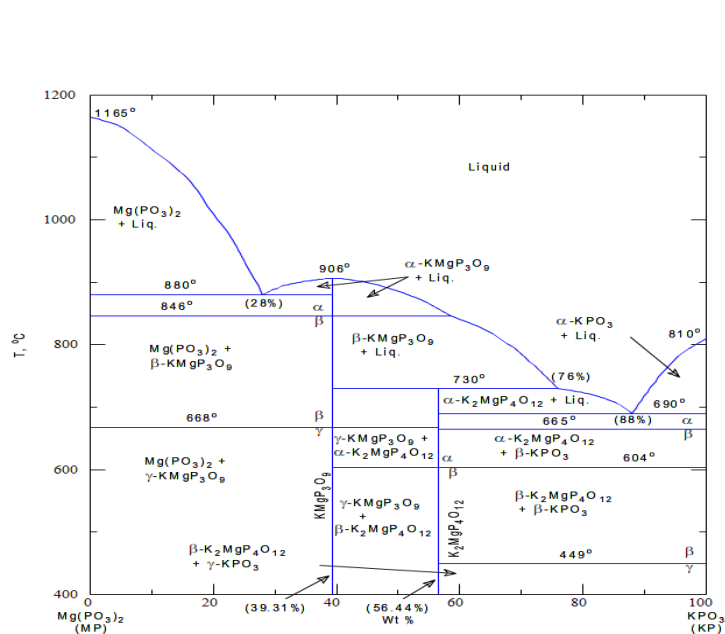 1200
1165°
Liquid
Mg(PO₃)₂
+ Liq.
1000
906°
α-KMgP₃O₉
+ Liq.
880°
(28%)
846°
α
β
α-KPO₃
+ Liq.
810°
800
T, °C
Mg(PO₃)₂ +
β-KMgP₃O₉
β-KMgP₃O₉
+ Liq.
730°
(76%)
α-K₂MgP₄O₁₂ + Liq.
690°
668°
β
γ
665°
(88%)
α
β
γ-KMgP₃O₉ +
α-K₂MgP₄O₁₂
α-K₂MgP₄O₁₂
+ β-KPO₃
604°
α
β
600
Mg(PO₃)₂ +
γ-KMgP₃O₉
KMgP₃O₉
γ-KMgP₃O₉
+
β-K₂MgP₄O₁₂
K₂MgP₄O₁₂
β-K₂MgP₄O₁₂
+ β-KPO₃
β-K₂MgP₄O₁₂
+ γ-KPO₃
449°
β
γ
400
0
20
40
60
80
100
Mg(PO₃)₂
(MP)
(39.31%)
(56.44%)
Wt %
KPO₃
(KP)